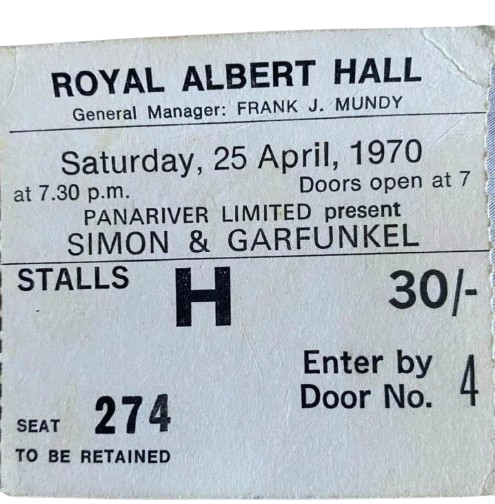 ROYAL ALBERT HALL
General Manager: FRANK J. MUNDY
Saturday, 25 April, 1970
at 7.30 p.m. Doors open at 7
PANARIVER LIMITED present
SIMON & GARFUNKEL
STALLS H 30/-
Enter by
Door No. 4
SEAT 274
TO BE RETAINED